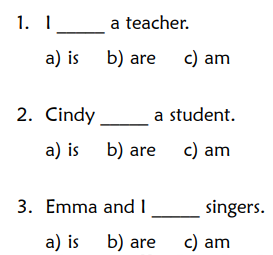 1. I _____ a teacher.
a) is b) are c) am
2. Cindy _____ a student.
a) is b) are c) am
3. Emma and I _____ singers.
a) is b) are c) am